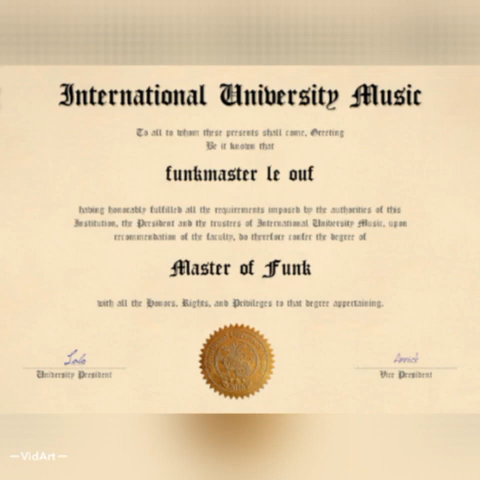 International University Music
To all to whom these presents shall come, Greeting
Be it known that
funkmaster le ouf
having honorably fulfilled all the requirements imposed by the authorities of this
Institution, the President and the trustees of International University Music, upon
recommendation of the faculty, do therefore confer the degree of
Master of Funk
with all the Honors, Rights, and Privileges to that degree appertaining.
University President
Vice President
—VidArt—